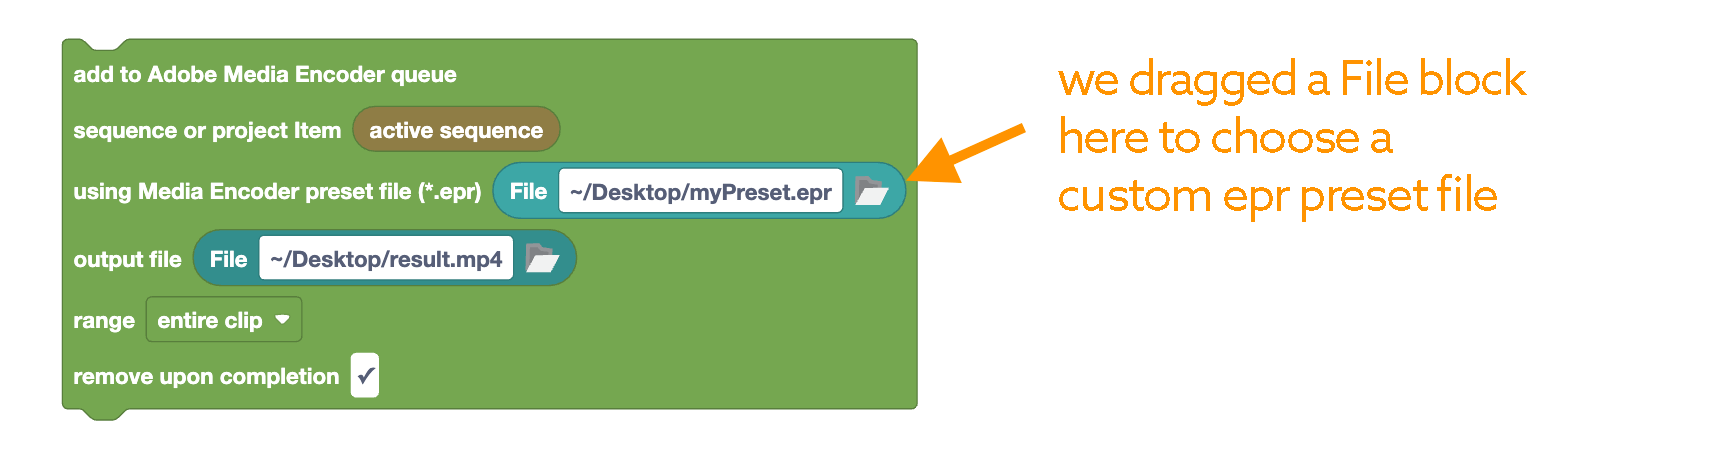 add to Adobe Media Encoder queue
sequence or project Item active sequence
using Media Encoder preset file (*.epr) File ~/Desktop/myPreset.epr
output file File ~/Desktop/result.mp4
range entire clip
remove upon completion ✓
we dragged a File block
here to choose a
custom epr preset file